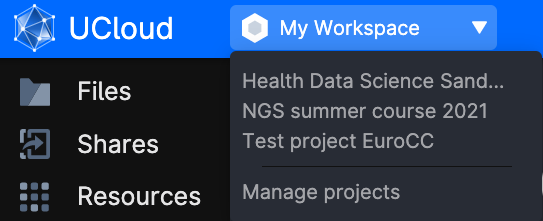 UCloud
My Workspace
Files
Shares
Resources
Health Data Science Sand...
NGS summer course 2021
Test project EuroCC
Manage projects